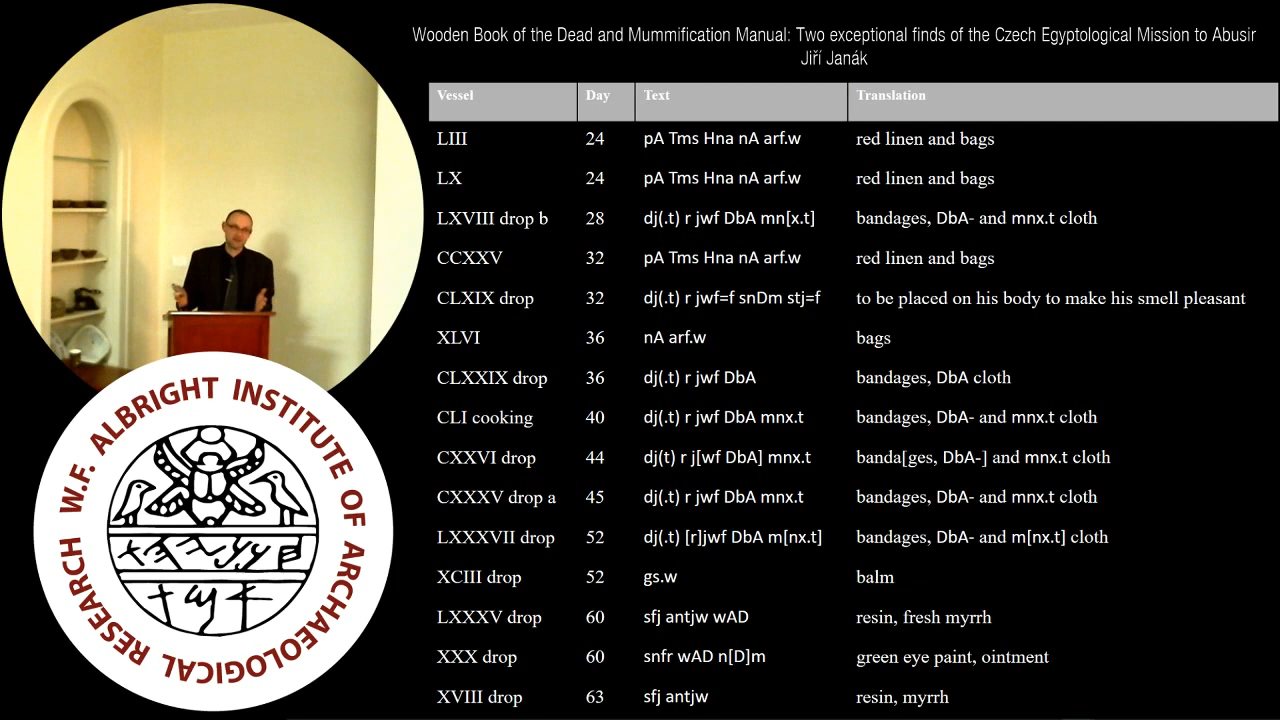 Wooden Book of the Dead and Mummification Manual: Two exceptional finds of the Czech Egyptological Mission to Abusir
Jiří Janák
Vessel Day Text Translation
LIII 24 pA Tms Hna nA arf.w red linen and bags
LX 24 pA Tms Hna nA arf.w red linen and bags
LXVIII drop b 28 dj(.t) r jwf DbA mn[x.t] bandages, DbA- and mnx.t cloth
CCXXV 32 pA Tms Hna nA arf.w red linen and bags
CLXIX drop 32 dj(.t) r jwf=f snDm stj=f to be placed on his body to make his smell pleasant
XLVI 36 nA arf.w bags
CLXXIX drop 36 dj(.t) r jwf DbA bandages, DbA cloth
CLI cooking 40 dj(.t) r jwf DbA mnx.t bandages, DbA- and mnx.t cloth
CXXVI drop 44 dj(t) r j[wf DbA] mnx.t banda[ges, DbA-] and mnx.t cloth
CXXXV drop a 45 dj(.t) r jwf DbA mnx.t bandages, DbA- and mnx.t cloth
LXXXVII drop 52 dj(.t) [r]jwf DbA m[nx.t] bandages, DbA- and m[nx.t] cloth
XCIII drop 52 gs.w balm
LXXXV drop 60 sfj antjw wAD resin, fresh myrrh
XXX drop 60 snfr wAD n[D]m green eye paint, ointment
XVIII drop 63 sfj antjw resin, myrrh
W.F. ALBRIGHT INSTITUTE OF ARCHAEOLOGICAL RESEARCH